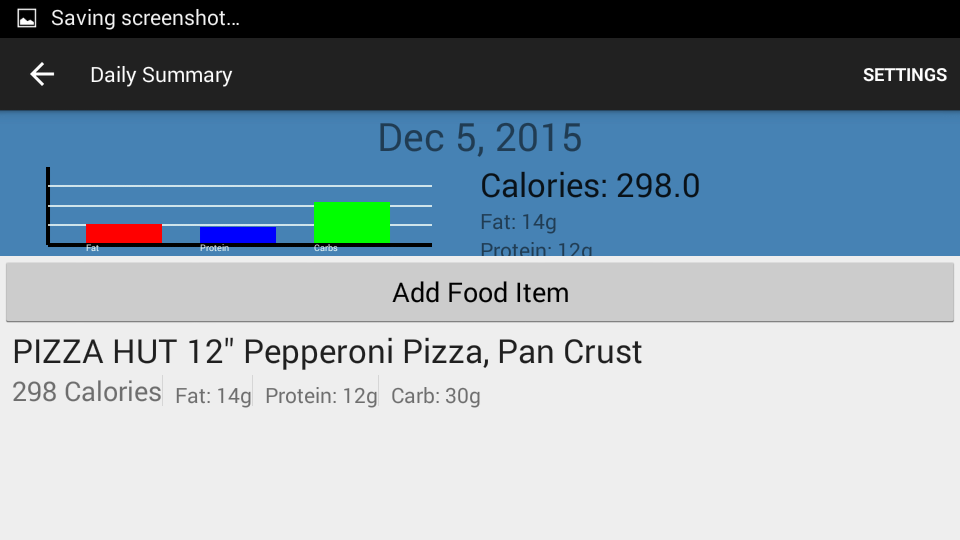 Saving screenshot...
Daily Summary
SETTINGS
Dec 5, 2015
Calories: 298.0
Fat: 14g
Protein: 12g
Fat Protein Carbs
Add Food Item
PIZZA HUT 12" Pepperoni Pizza, Pan Crust
298 Calories Fat: 14g Protein: 12g Carb: 30g